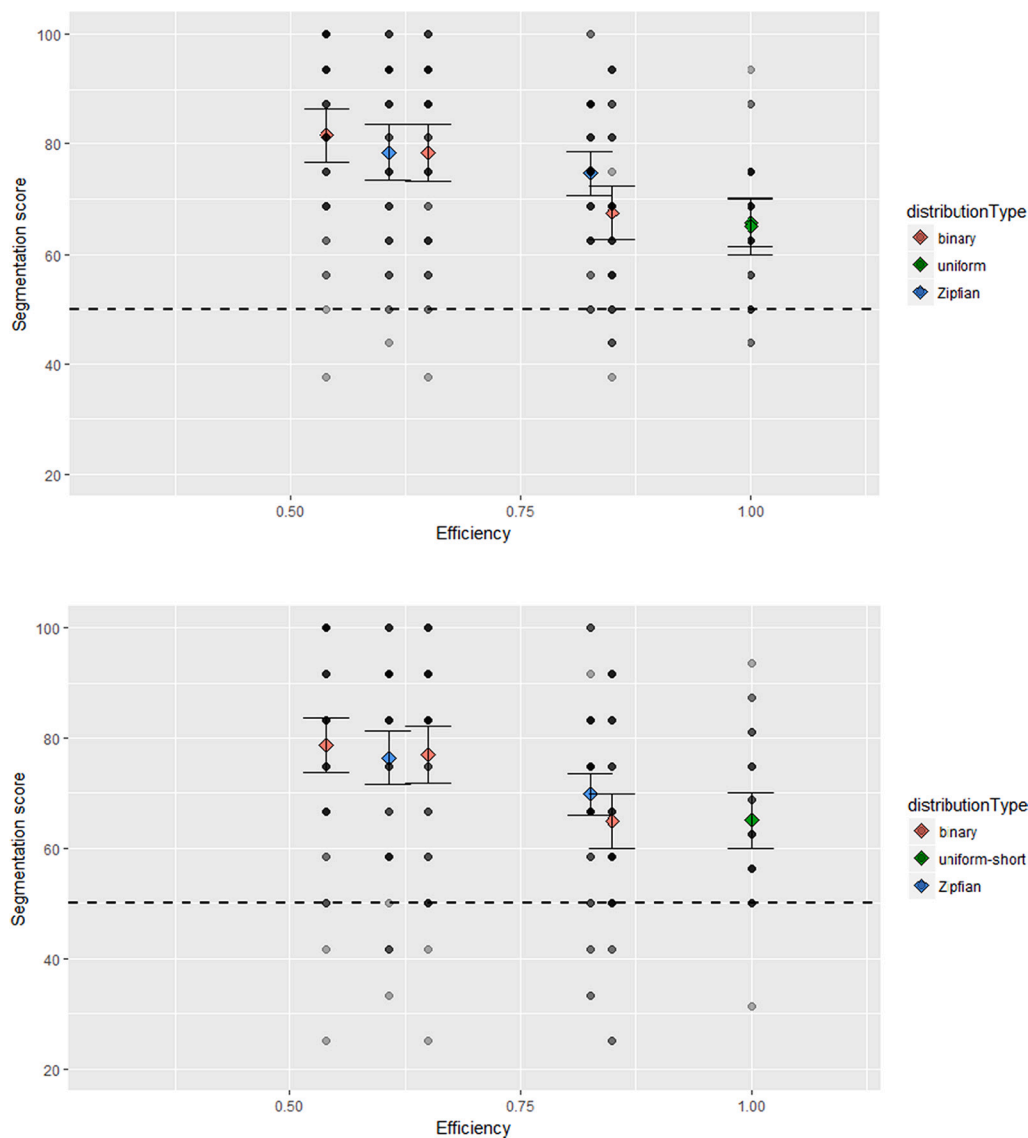 100
80
60
40
20
Segmentation score
0.50
0.75
1.00
Efficiency
distributionType
binary
uniform
Zipfian
100
80
60
40
20
Segmentation score
0.50
0.75
1.00
Efficiency
distributionType
binary
uniform-short
Zipfian